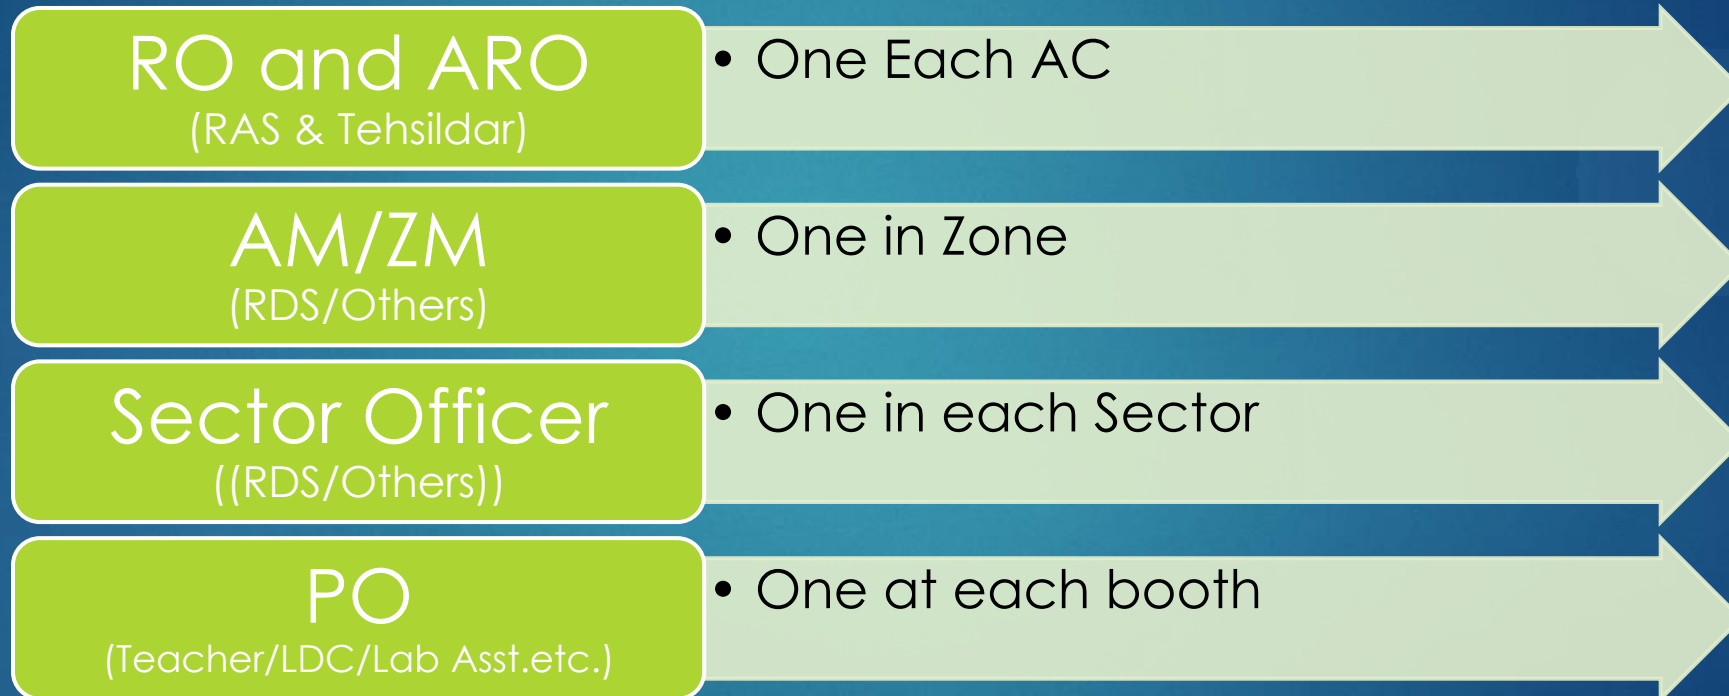 RO and ARO
(RAS & Tehsildar)
• One Each AC
AM/ZM
(RDS/Others)
• One in Zone
Sector Officer
((RDS/Others))
• One in each Sector
PO
(Teacher/LDC/Lab Asst.etc.)
• One at each booth